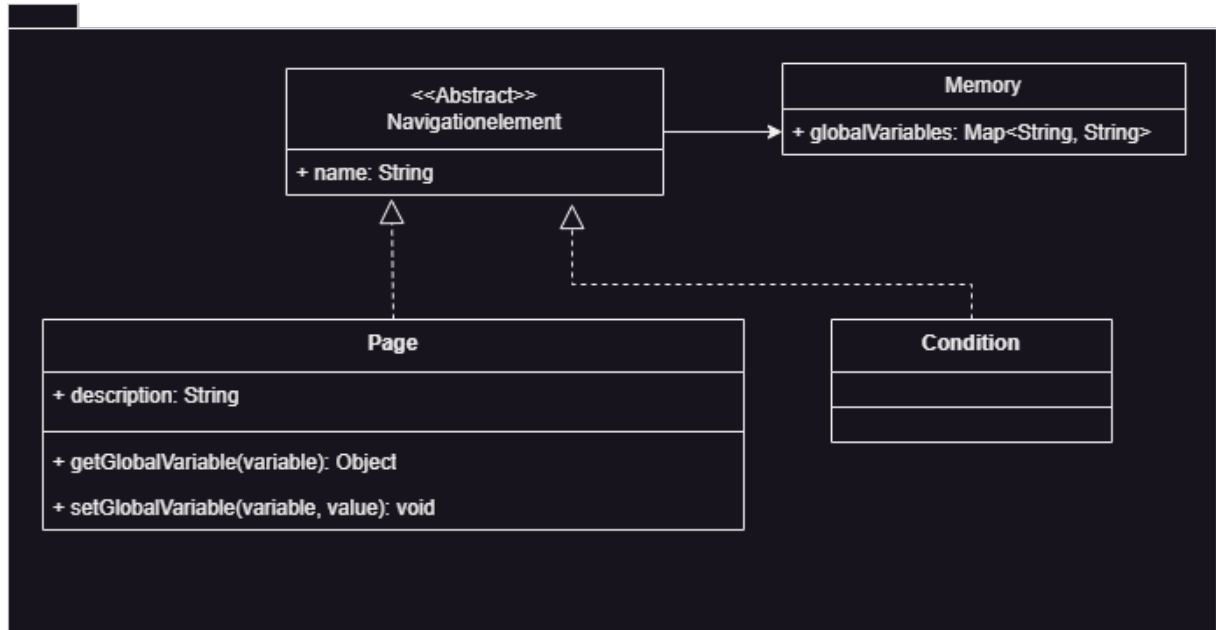 <<Abstract>>
Navigationelement
+ name: String
Memory
+ globalVariables: Map<String, String>
Page
+ description: String
+ getGlobalVariable(variable): Object
+ setGlobalVariable(variable, value): void
Condition